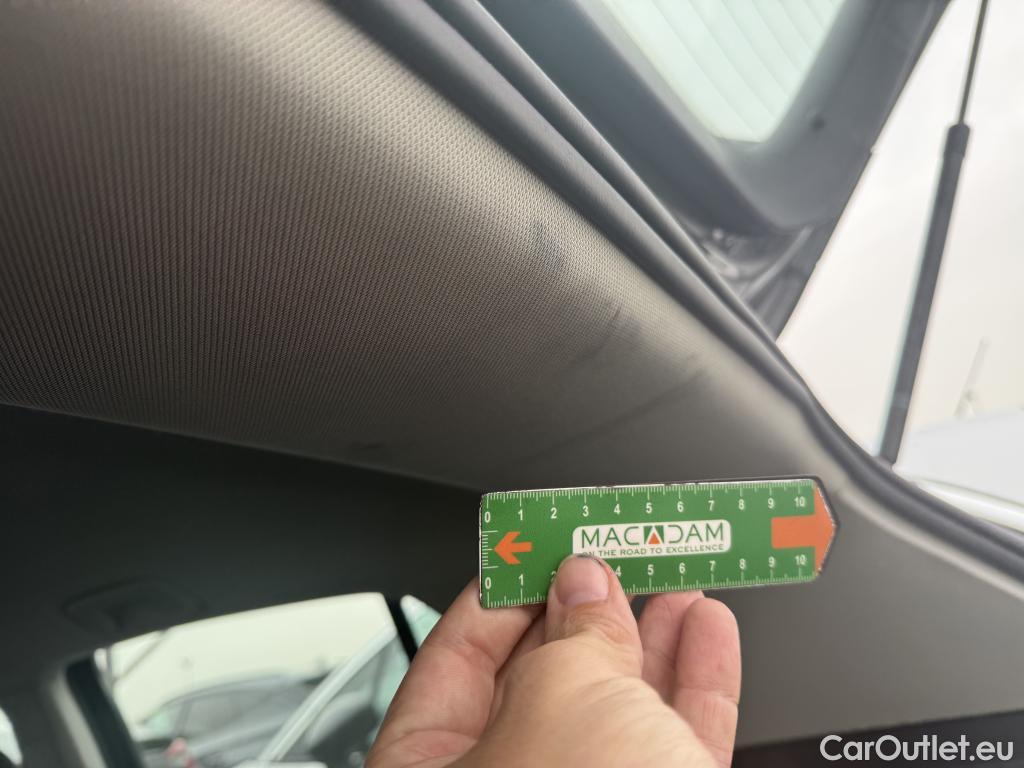 0 1 2 3 4 5 6 7 8 9 10
MACADAM
ON THE ROAD TO EXCELLENCE
0 1 2 4 5 6 7 8 9 10
CarOutlet.eu